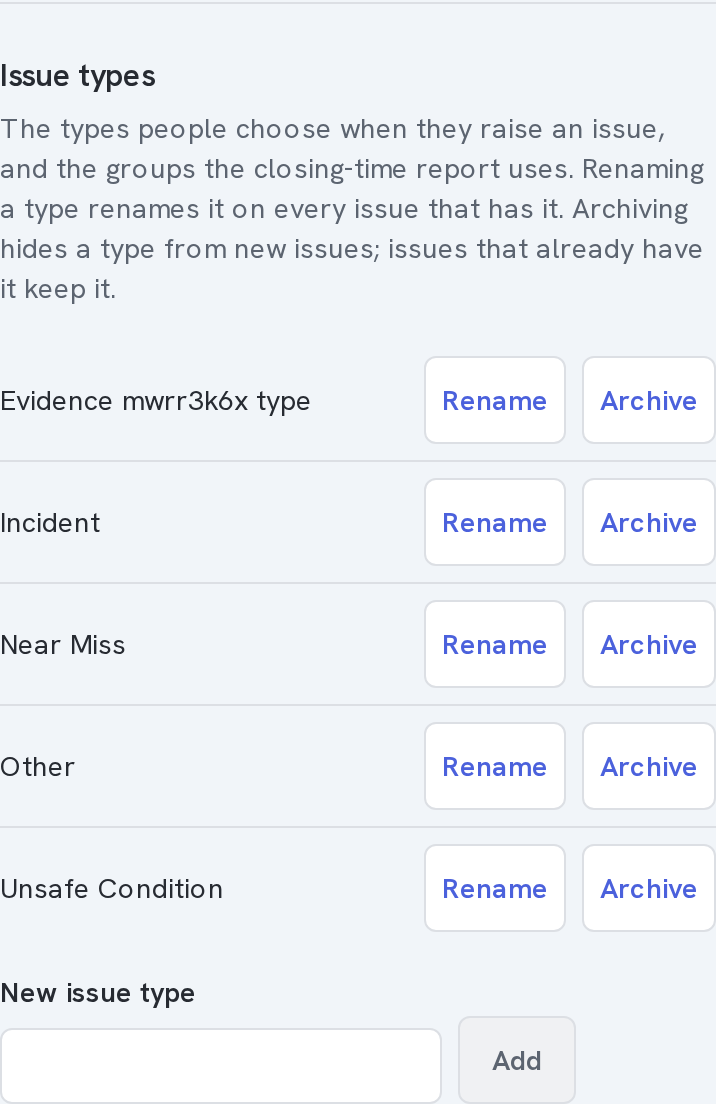 Issue types
The types people choose when they raise an issue,
and the groups the closing-time report uses. Renaming
a type renames it on every issue that has it. Archiving
hides a type from new issues; issues that already have
it keep it.
Evidence mwrr3k6x type Rename Archive
Incident Rename Archive
Near Miss Rename Archive
Other Rename Archive
Unsafe Condition Rename Archive
New issue type
Add